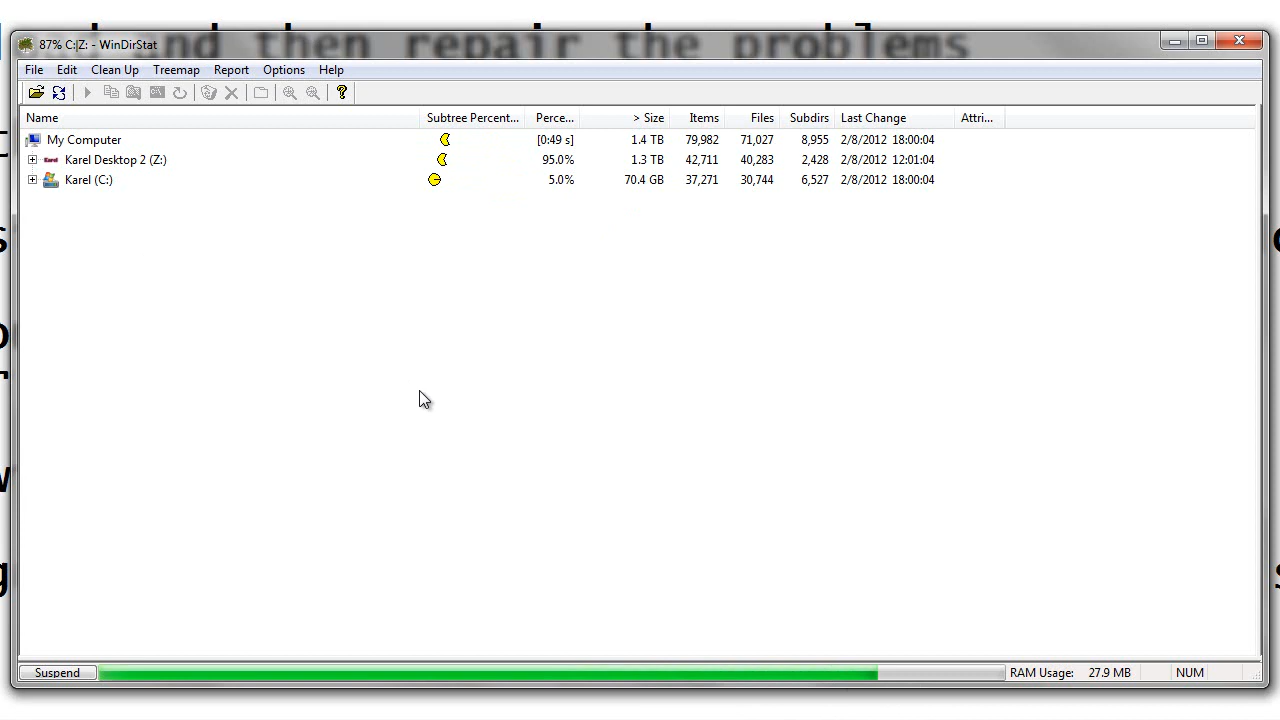 and then repair the problems
87% C:|Z: - WinDirStat
File Edit Clean Up Treemap Report Options Help
Name Subtree Percent... Perce... > Size Items Files Subdirs Last Change Attri...
My Computer [0:49 s] 1.4 TB 79,982 71,027 8,955 2/8/2012 18:00:04
Karel Desktop 2 (Z:) 95.0% 1.3 TB 42,711 40,283 2,428 2/8/2012 12:01:04
Karel (C:) 5.0% 70.4 GB 37,271 30,744 6,527 2/8/2012 18:00:04
Suspend RAM Usage: 27.9 MB NUM